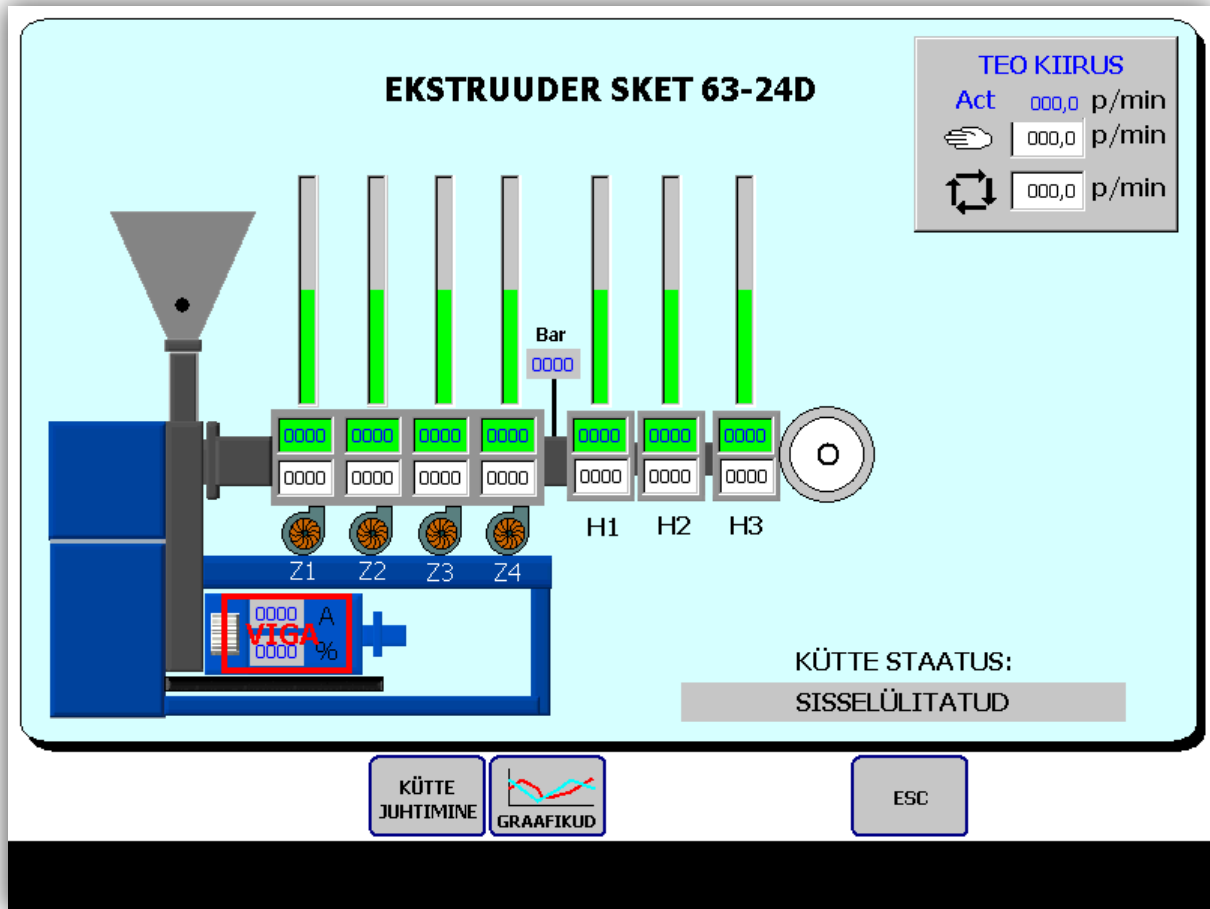 EKSTRUUDER SKET 63-24D
TEO KIIRUS
Act 000,0 p/min
000,0 p/min
000,0 p/min
Bar
0000
0000 0000 0000 0000 0000 0000 0000
0000 0000 0000 0000 0000 0000 0000
H1 H2 H3
Z1 Z2 Z3 Z4
0000 A
VIGA
0000 %
KÜTTE STAATUS:
SISSELÜLITATUD
KÜTTE
JUHTIMINE
GRAAFIKUD
ESC